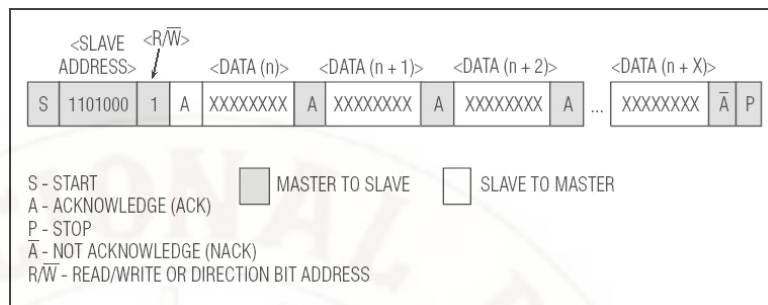 <SLAVE ADDRESS> <R/W̅> <DATA (n)> <DATA (n + 1)> <DATA (n + 2)> <DATA (n + X)>
S 1101000 1 A XXXXXXXX A XXXXXXXX A XXXXXXXX A ... XXXXXXXX A̅ P
S - START
A - ACKNOWLEDGE (ACK)
P - STOP
A̅ - NOT ACKNOWLEDGE (NACK)
R/W̅ - READ/WRITE OR DIRECTION BIT ADDRESS
MASTER TO SLAVE
SLAVE TO MASTER